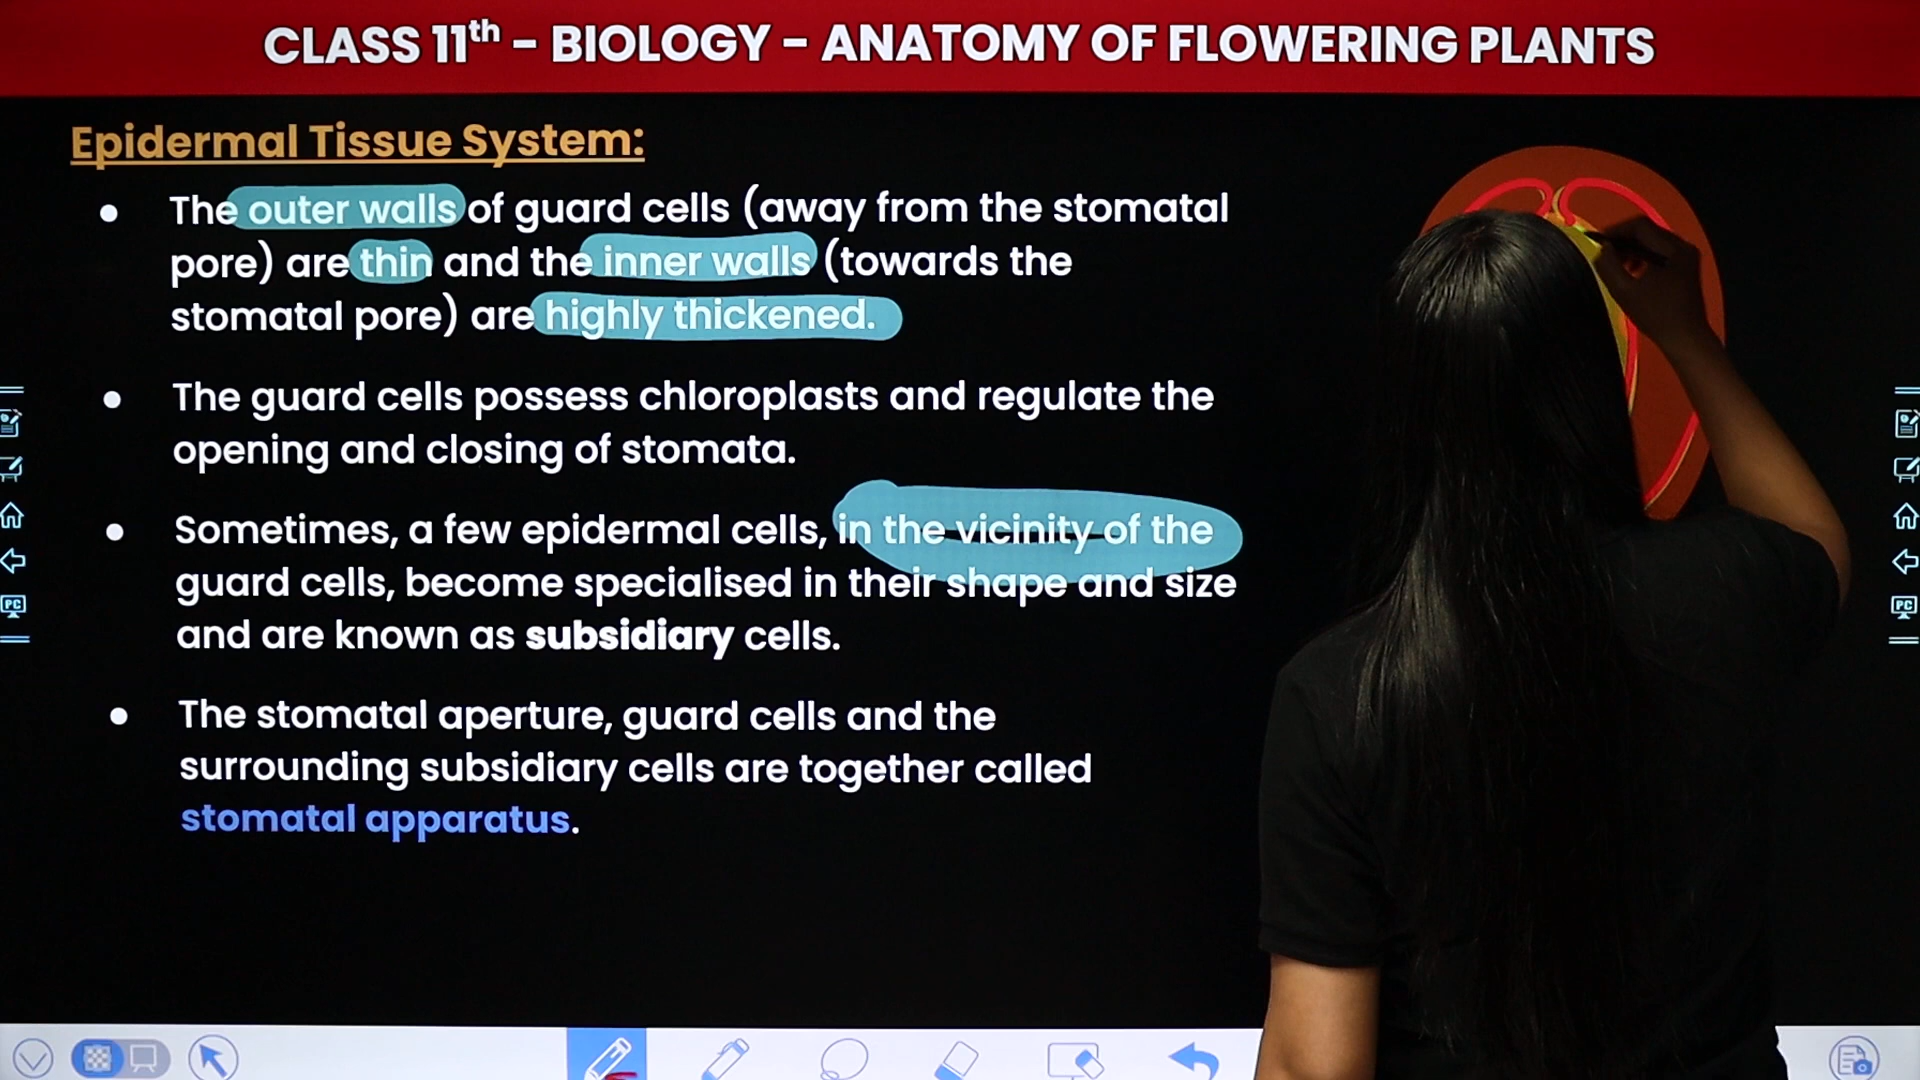 CLASS 11th - BIOLOGY - ANATOMY OF FLOWERING PLANTS
Epidermal Tissue System:
• The outer walls of guard cells (away from the stomatal
pore) are thin and the inner walls (towards the
stomatal pore) are highly thickened.
• The guard cells possess chloroplasts and regulate the
opening and closing of stomata.
• Sometimes, a few epidermal cells, in the vicinity of the
guard cells, become specialised in their shape and size
and are known as subsidiary cells.
• The stomatal aperture, guard cells and the
surrounding subsidiary cells are together called
stomatal apparatus.
PC
PC